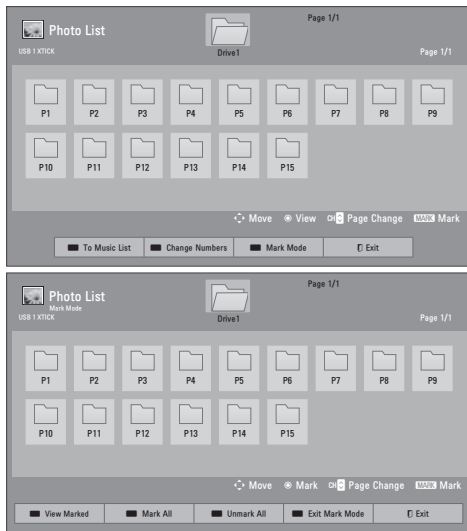 Page 1/1
Photo List
USB 1 XTICK
Drive1
Page 1/1
P1 P2 P3 P4 P5 P6 P7 P8 P9
P10 P11 P12 P13 P14 P15
Move View CH Page Change MARK Mark
To Music List Change Numbers Mark Mode Exit
Page 1/1
Photo List
Mark Mode
USB 1 XTICK
Drive1
Page 1/1
P1 P2 P3 P4 P5 P6 P7 P8 P9
P10 P11 P12 P13 P14 P15
Move Mark CH Page Change MARK Mark
View Marked Mark All Unmark All Exit Mark Mode Exit